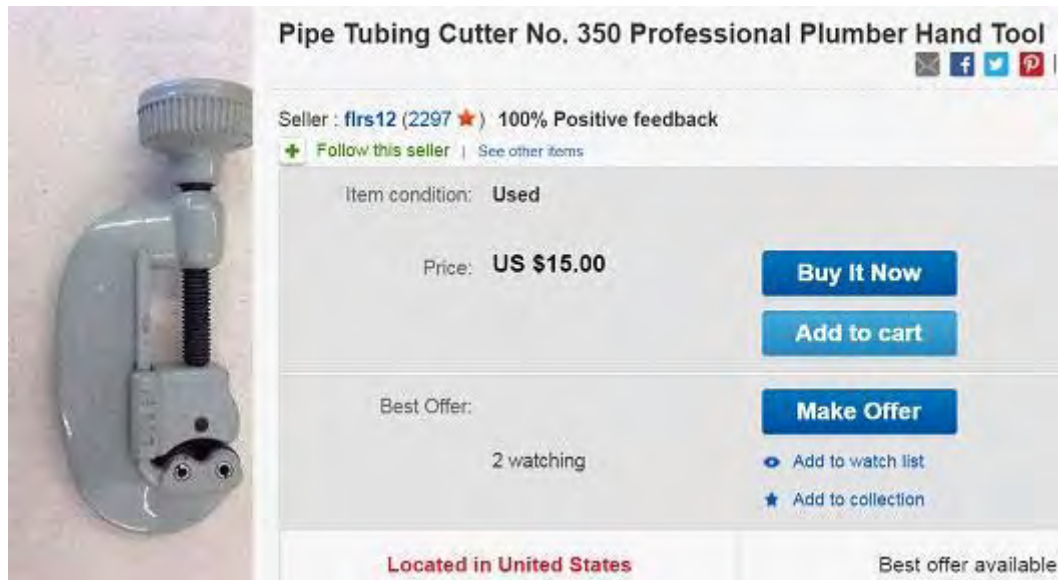 Pipe Tubing Cutter No. 350 Professional Plumber Hand Tool
Seller : flrs12 (2297 ) 100% Positive feedback
Follow this seller | See other items
Item condition: Used
Price: US $15.00
Buy It Now
Add to cart
Best Offer:
Make Offer
2 watching
Add to watch list
Add to collection
Located in United States
Best offer available